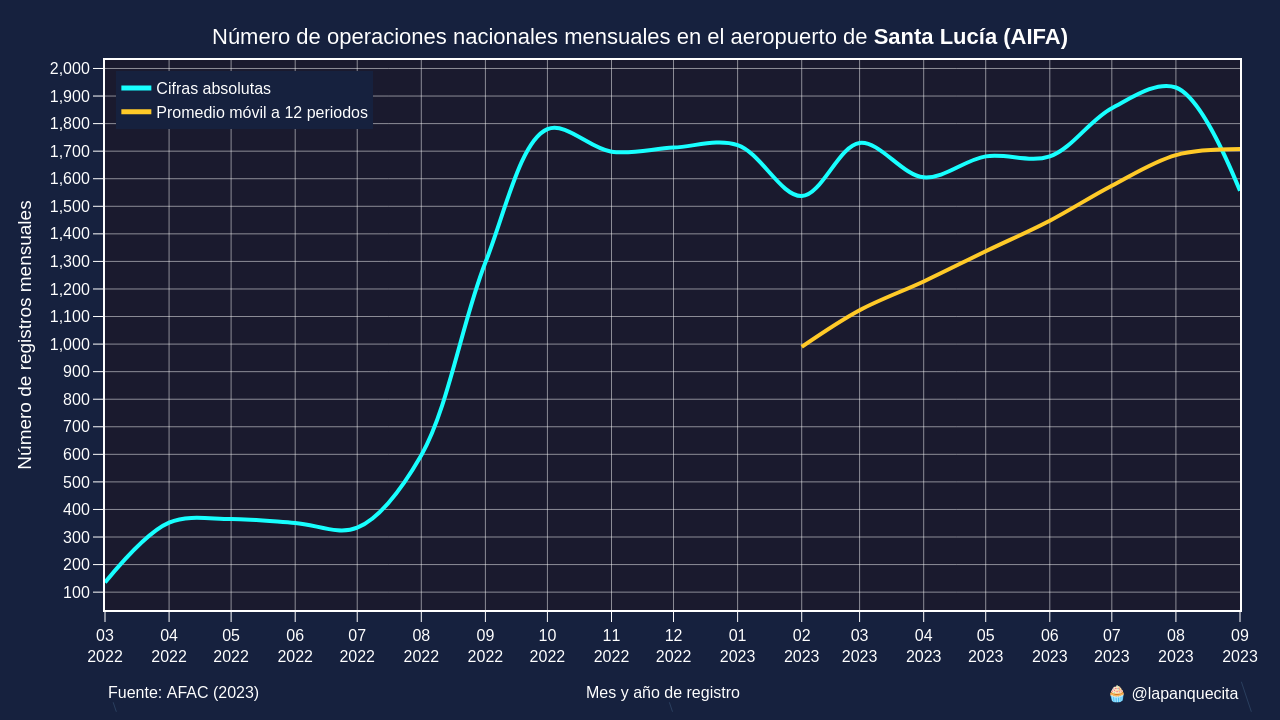 Número de operaciones nacionales mensuales en el aeropuerto de Santa Lucía (AIFA)
Cifras absolutas
Promedio móvil a 12 periodos
Número de registros mensuales
2,000
1,900
1,800
1,700
1,600
1,500
1,400
1,300
1,200
1,100
1,000
900
800
700
600
500
400
300
200
100
03 04 05 06 07 08 09 10 11 12 01 02 03 04 05 06 07 08 09
2022 2022 2022 2022 2022 2022 2022 2022 2022 2022 2023 2023 2023 2023 2023 2023 2023 2023 2023
Fuente: AFAC (2023)
Mes y año de registro
🧁 @lapanquecita